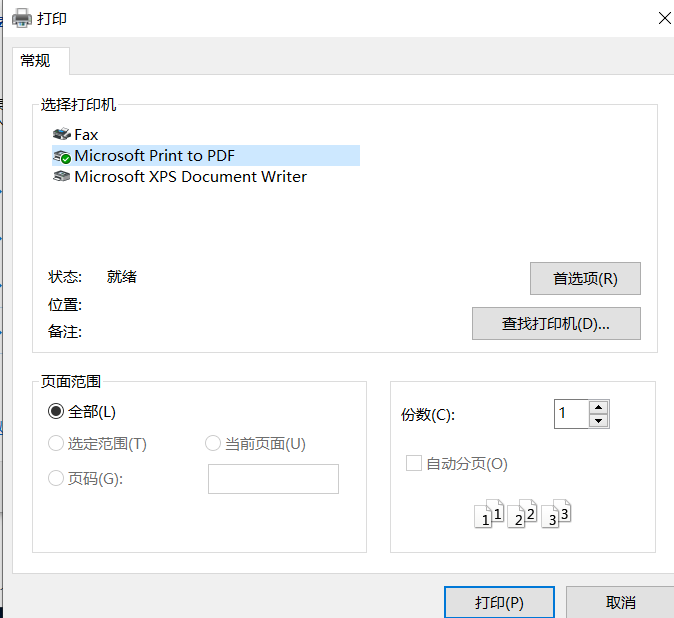 打印
常规
选择打印机
Fax
Microsoft Print to PDF
Microsoft XPS Document Writer
状态: 就绪
首选项(R)
位置:
查找打印机(D)...
备注:
页面范围
全部(L)
份数(C): 1
选定范围(T) 当前页面(U)
自动分页(O)
页码(G):
1 1 2 2 3 3
打印(P) 取消